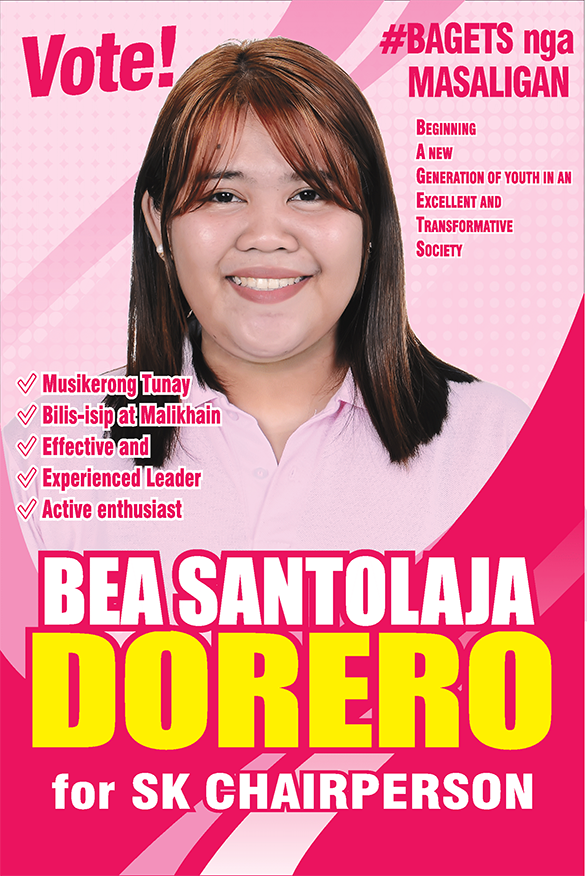 Vote!
#BAGETS nga
MASALIGAN
BEGINNING
A NEW
GENERATION OF YOUTH IN AN
EXCELLENT AND
TRANSFORMATIVE
SOCIETY
Musikerong Tunay
Bilis-isip at Malikhain
Effective and
Experienced Leader
Active enthusiast
BEA SANTOLAJA
DORERO
for SK CHAIRPERSON